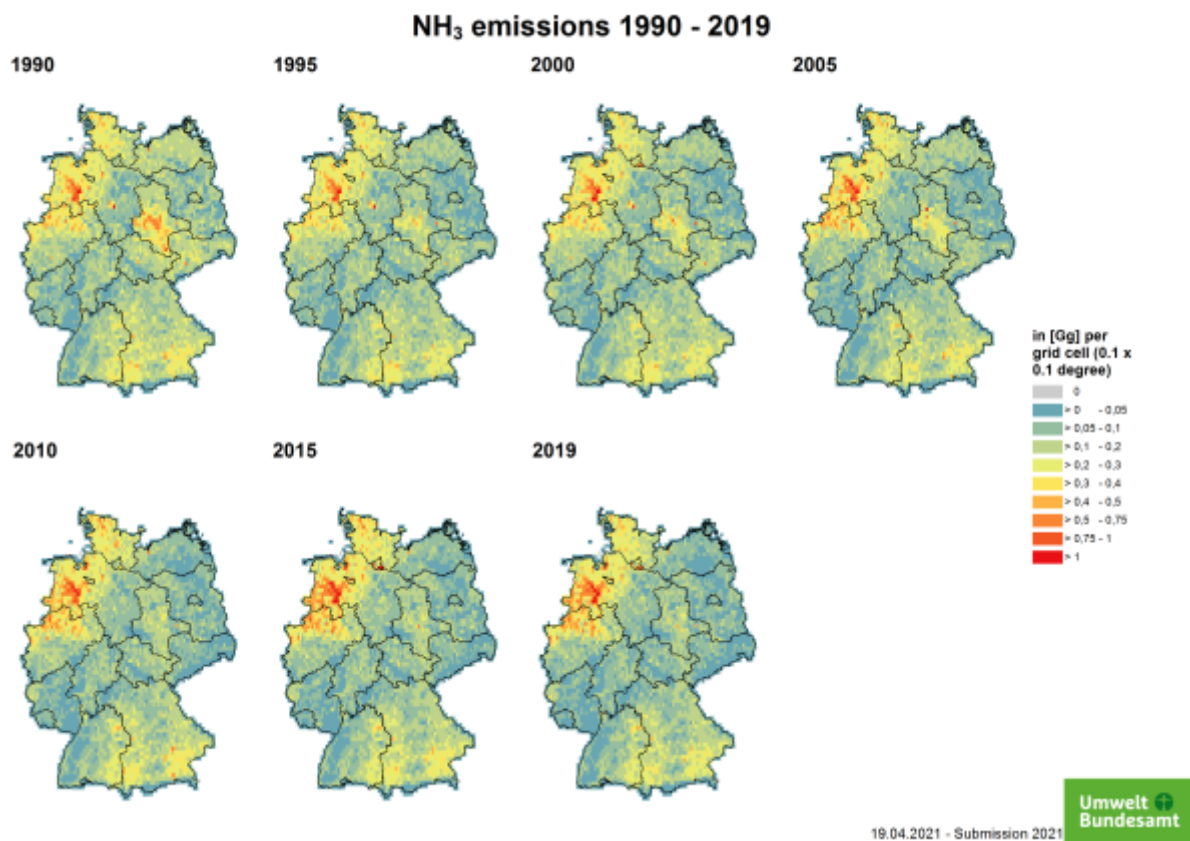 NH₃ emissions 1990 - 2019
1990
1995
2000
2005
in [Gg] per
grid cell (0.1 x
0.1 degree)
0
> 0 - 0,05
> 0,05 - 0,1
> 0,1 - 0,2
> 0,2 - 0,3
> 0,3 - 0,4
> 0,4 - 0,5
> 0,5 - 0,75
> 0,75 - 1
> 1
2010
2015
2019
Umwelt
Bundesamt
19.04.2021 - Submission 2021